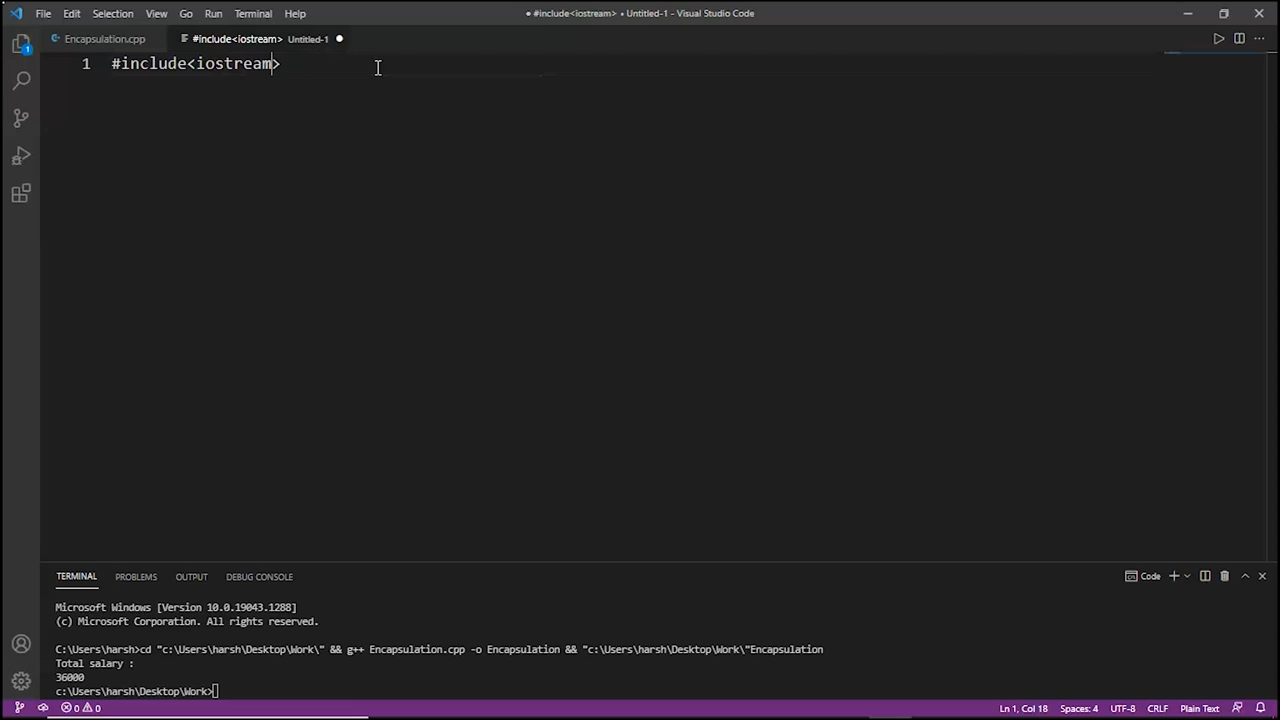 File Edit Selection View Go Run Terminal Help ● #include<iostream> • Untitled-1 - Visual Studio Code
Encapsulation.cpp #include<iostream> Untitled-1
1 #include<iostream>
TERMINAL PROBLEMS OUTPUT DEBUG CONSOLE Code
Microsoft Windows [Version 10.0.19043.1288]
(c) Microsoft Corporation. All rights reserved.
C:\Users\harsh>cd "c:\Users\harsh\Desktop\Work\" && g++ Encapsulation.cpp -o Encapsulation && "c:\Users\harsh\Desktop\Work\"Encapsulation
Total salary :
36000
c:\Users\harsh\Desktop\Work>
0 0 Ln 1, Col 18 Spaces: 4 UTF-8 CRLF Plain Text